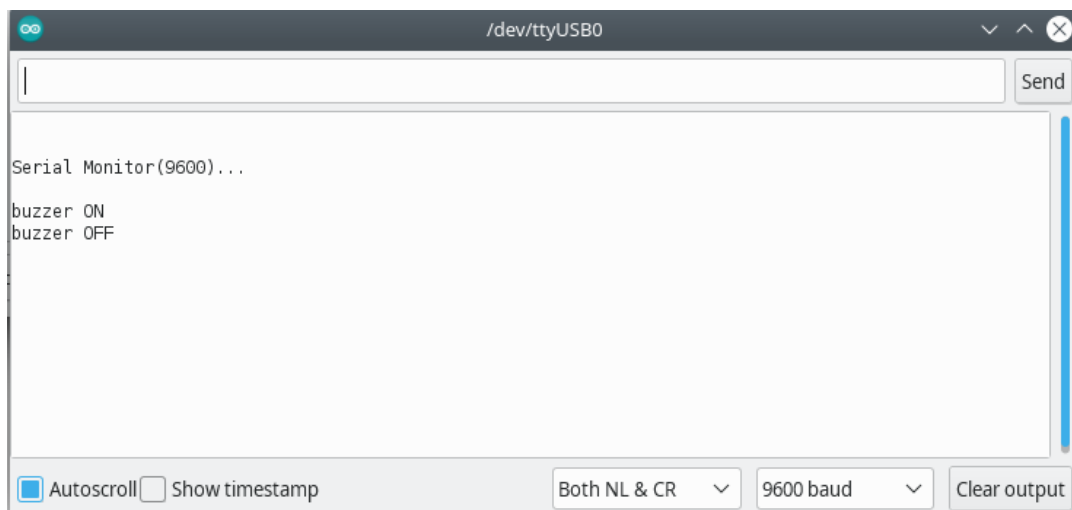 /dev/ttyUSB0
Send
Serial Monitor(9600)...
buzzer ON
buzzer OFF
Autoscroll Show timestamp Both NL & CR 9600 baud Clear output